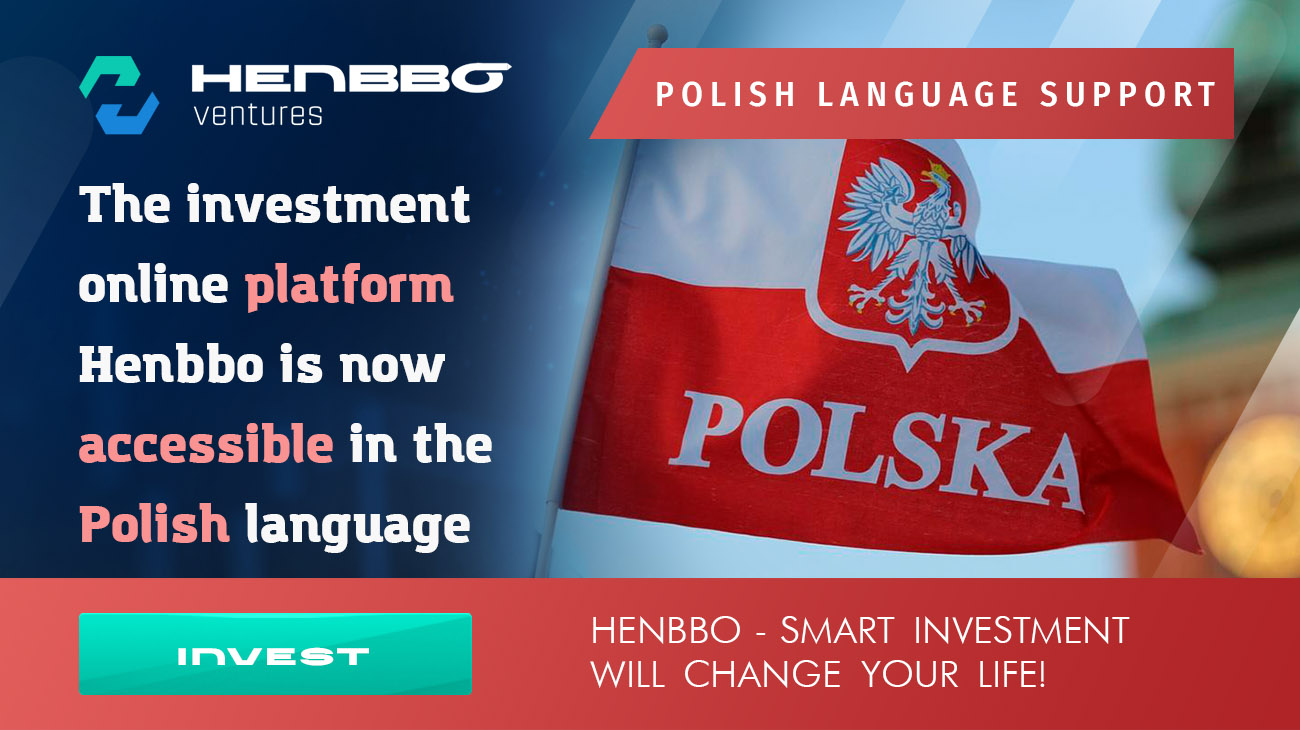 HENBBO
ventures
POLISH LANGUAGE SUPPORT
The investment
online platform
Henbbo is now
accessible in the
Polish language
POLSKA
INVEST
HENBBO - SMART INVESTMENT
WILL CHANGE YOUR LIFE!